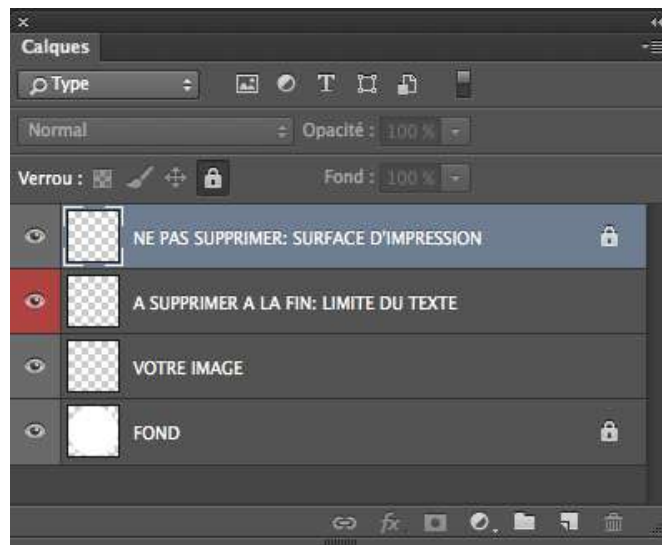 Calques
Type
Normal Opacité : 100 %
Verrou : Fond : 100 %
NE PAS SUPPRIMER: SURFACE D'IMPRESSION
A SUPPRIMER A LA FIN: LIMITE DU TEXTE
VOTRE IMAGE
FOND
fx